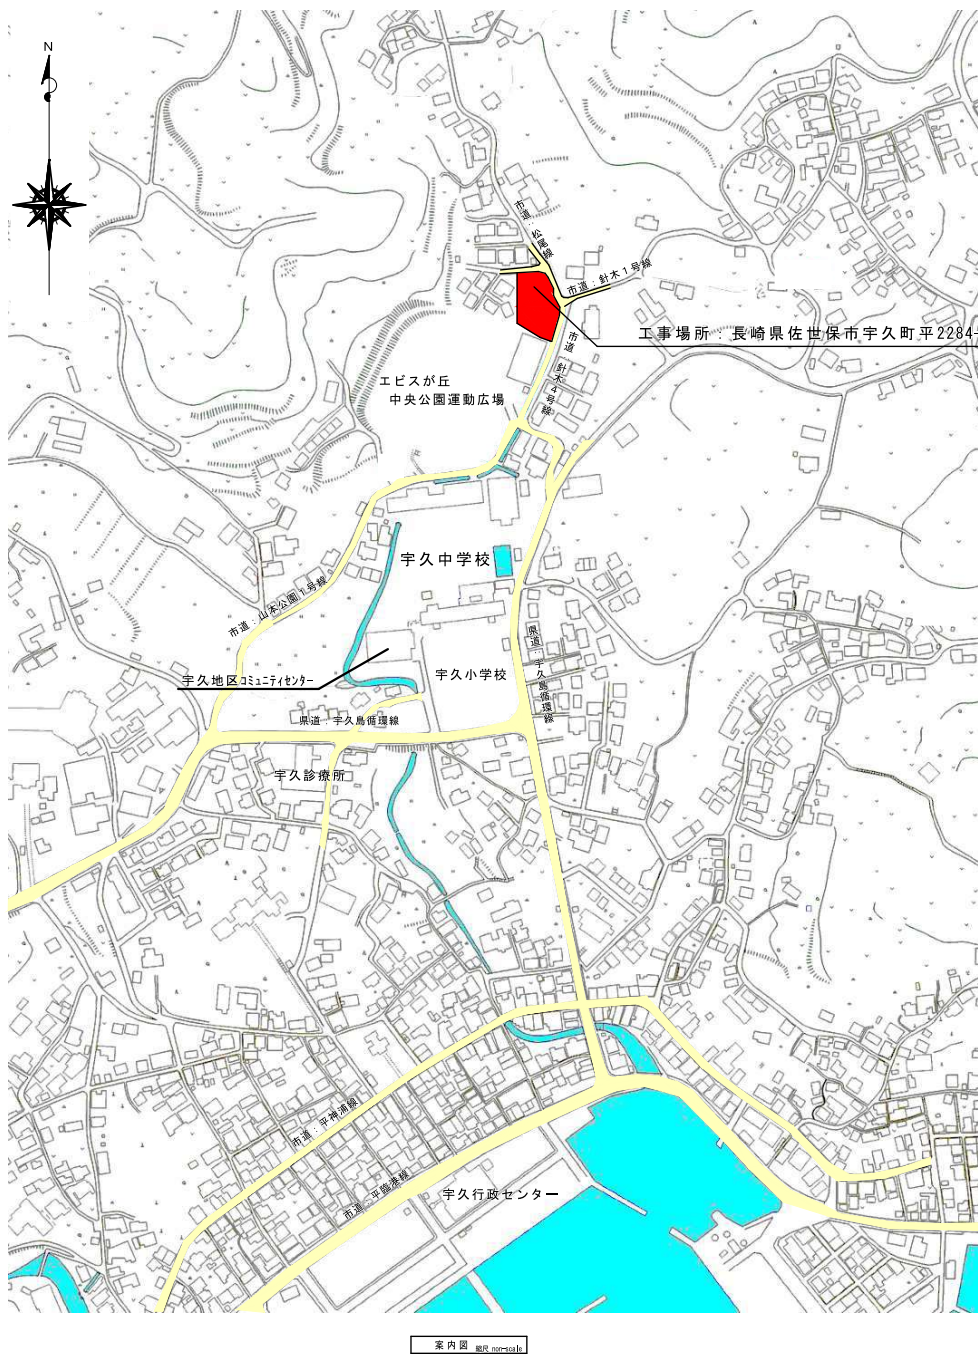 N
市道：松尾線
市道：針木1号線
工事場所：長崎県佐世保市宇久町平2284-
市道　針木4号線
エビスが丘
中央公園運動広場
宇久中学校
市道：山本公園1号線
県道：宇久島循環線
宇久小学校
宇久地区コミュニティセンター
県道：宇久島循環線
宇久診療所
市道：平神浦線
市道：平臨港線
宇久行政センター
案内図 縮尺 non-scale